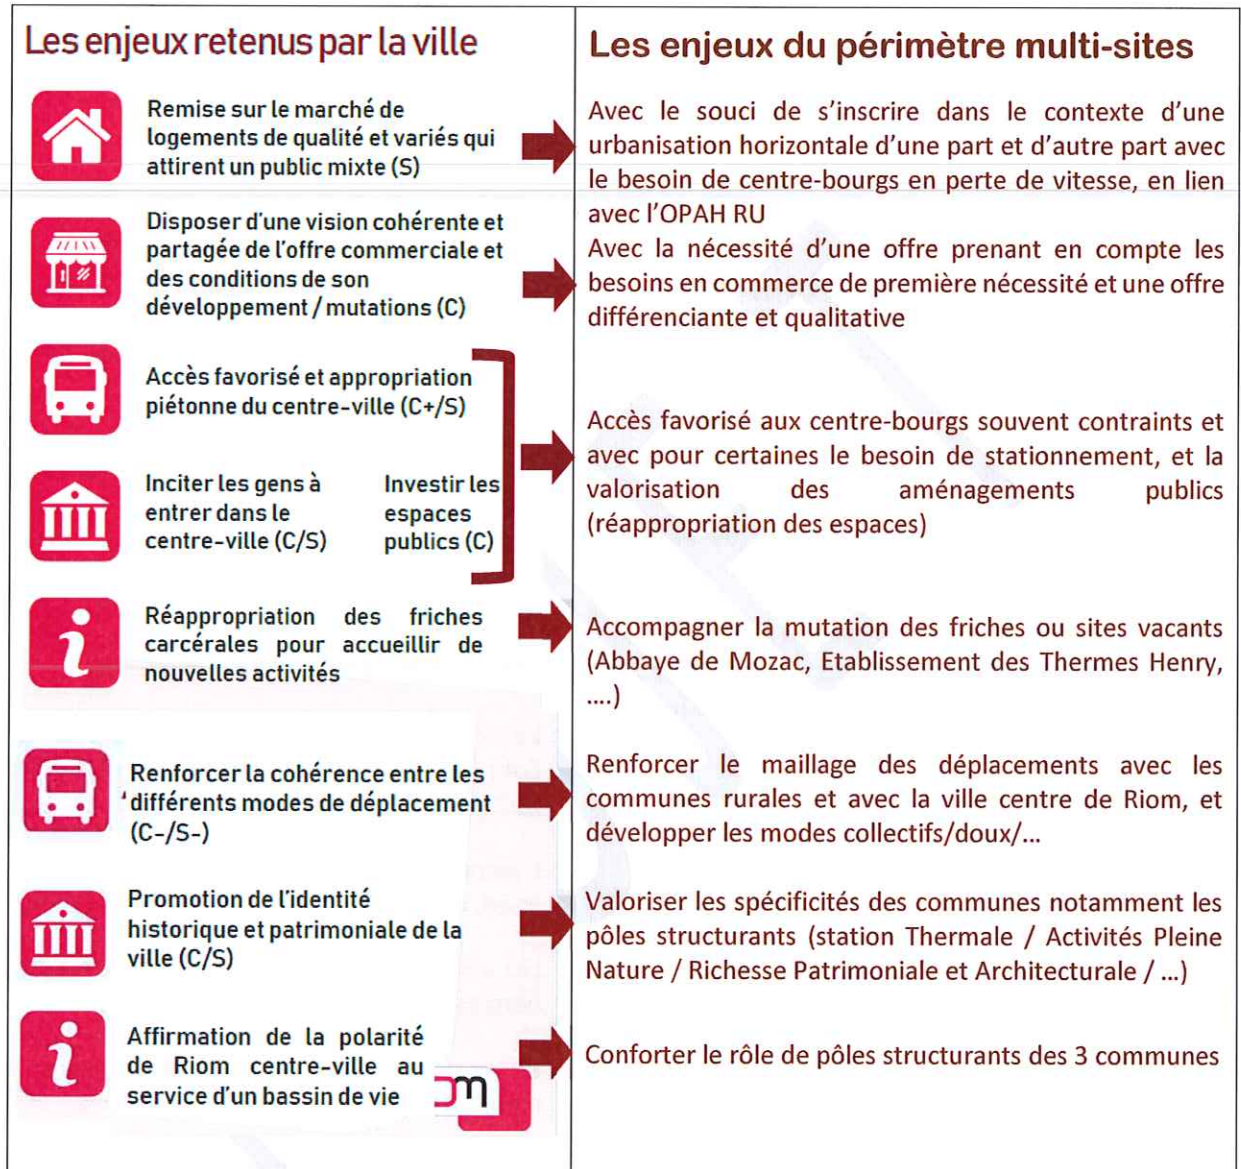 Les enjeux retenus par la ville
Remise sur le marché de
logements de qualité et variés qui
attirent un public mixte (S)
Disposer d'une vision cohérente et
partagée de l'offre commerciale et
des conditions de son
développement / mutations (C)
Accès favorisé et appropriation
piétonne du centre-ville (C+/S)
Inciter les gens à
entrer dans le
centre-ville (C/S)
Investir les
espaces
publics (C)
Réappropriation des friches
carcérales pour accueillir de
nouvelles activités
Renforcer la cohérence entre les
différents modes de déplacement
(C-/S-)
Promotion de l'identité
historique et patrimoniale de la
ville (C/S)
Affirmation de la polarité
de Riom centre-ville au
service d'un bassin de vie
Les enjeux du périmètre multi-sites
Avec le souci de s'inscrire dans le contexte d'une
urbanisation horizontale d'une part et d'autre part avec
le besoin de centre-bourgs en perte de vitesse, en lien
avec l'OPAH RU
Avec la nécessité d'une offre prenant en compte les
besoins en commerce de première nécessité et une offre
différenciante et qualitative
Accès favorisé aux centre-bourgs souvent contraints et
avec pour certaines le besoin de stationnement, et la
valorisation des aménagements publics
(réappropriation des espaces)
Accompagner la mutation des friches ou sites vacants
(Abbaye de Mozac, Etablissement des Thermes Henry,
....)
Renforcer le maillage des déplacements avec les
communes rurales et avec la ville centre de Riom, et
développer les modes collectifs/doux/...
Valoriser les spécificités des communes notamment les
pôles structurants (station Thermale / Activités Pleine
Nature / Richesse Patrimoniale et Architecturale / ...)
Conforter le rôle de pôles structurants des 3 communes